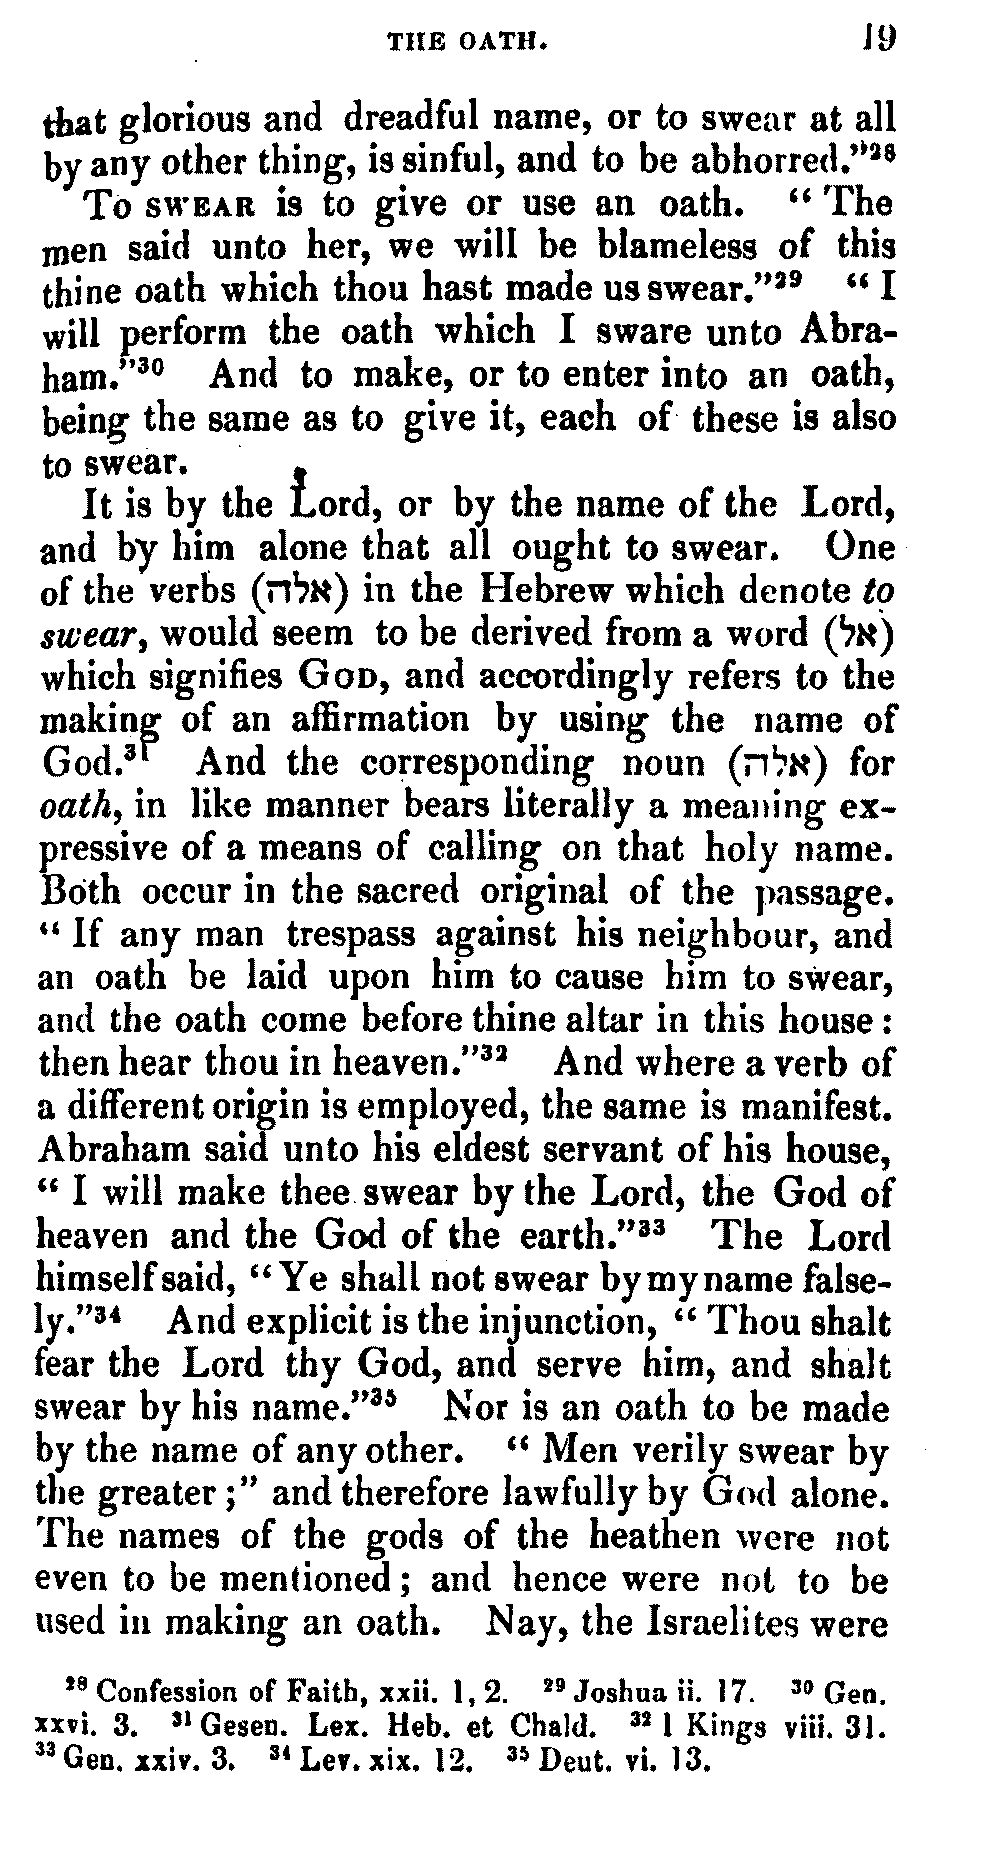 THE OATH. 19
that glorious and dreadful name, or to swear at all
by any other thing, is sinful, and to be abhorred."²⁸
To SWEAR is to give or use an oath. " The
men said unto her, we will be blameless of this
thine oath which thou hast made us swear."²⁹ " I
will perform the oath which I sware unto Abra-
ham."³⁰ And to make, or to enter into an oath,
being the same as to give it, each of these is also
to swear.
It is by the Lord, or by the name of the Lord,
and by him alone that all ought to swear. One
of the verbs (אלה) in the Hebrew which denote to
swear, would seem to be derived from a word (אל)
which signifies GOD, and accordingly refers to the
making of an affirmation by using the name of
God.³¹ And the corresponding noun (אלה) for
oath, in like manner bears literally a meaning ex-
pressive of a means of calling on that holy name.
Both occur in the sacred original of the passage.
" If any man trespass against his neighbour, and
an oath be laid upon him to cause him to swear,
and the oath come before thine altar in this house :
then hear thou in heaven."³² And where a verb of
a different origin is employed, the same is manifest.
Abraham said unto his eldest servant of his house,
" I will make thee swear by the Lord, the God of
heaven and the God of the earth."³³ The Lord
himself said, " Ye shall not swear by my name false-
ly."³⁴ And explicit is the injunction, " Thou shalt
fear the Lord thy God, and serve him, and shalt
swear by his name."³⁵ Nor is an oath to be made
by the name of any other. " Men verily swear by
the greater ;" and therefore lawfully by God alone.
The names of the gods of the heathen were not
even to be mentioned ; and hence were not to be
used in making an oath. Nay, the Israelites were
²⁸ Confession of Faith, xxii. 1, 2. ²⁹ Joshua ii. 17. ³⁰ Gen.
xxvi. 3. ³¹ Gesen. Lex. Heb. et Chald. ³² 1 Kings viii. 31.
³³ Gen. xxiv. 3. ³⁴ Lev. xix. 12. ³⁵ Deut. vi. 13.